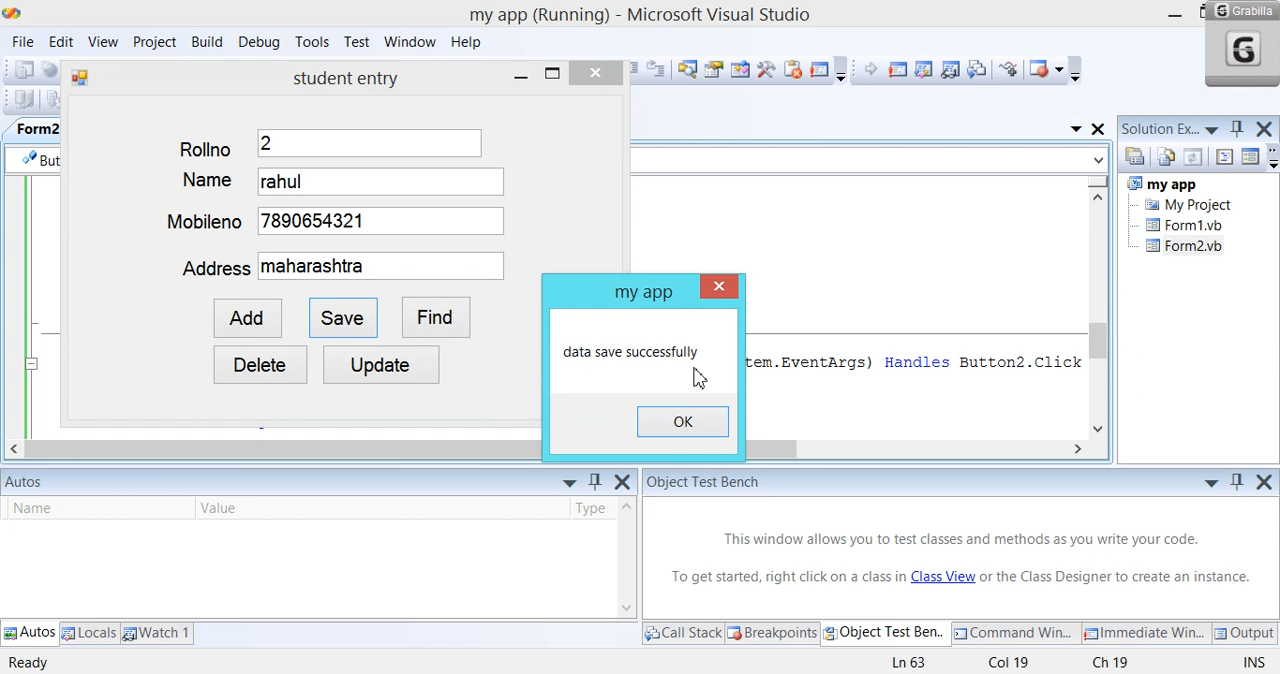 my app (Running) - Microsoft Visual Studio
Grabilla
File Edit View Project Build Debug Tools Test Window Help
student entry
Form2
But
Rollno 2
Name rahul
Mobileno 7890654321
Address maharashtra
Add Save Find
Delete Update
my app
data save successfully
OK
tem.EventArgs) Handles Button2.Click
Solution Ex...
my app
My Project
Form1.vb
Form2.vb
Autos
Name Value Type
Object Test Bench
This window allows you to test classes and methods as you write your code.
To get started, right click on a class in Class View or the Class Designer to create an instance.
Autos Locals Watch 1
Call Stack Breakpoints Object Test Ben.. Command Win... Immediate Win... Output
Ready Ln 63 Col 19 Ch 19 INS